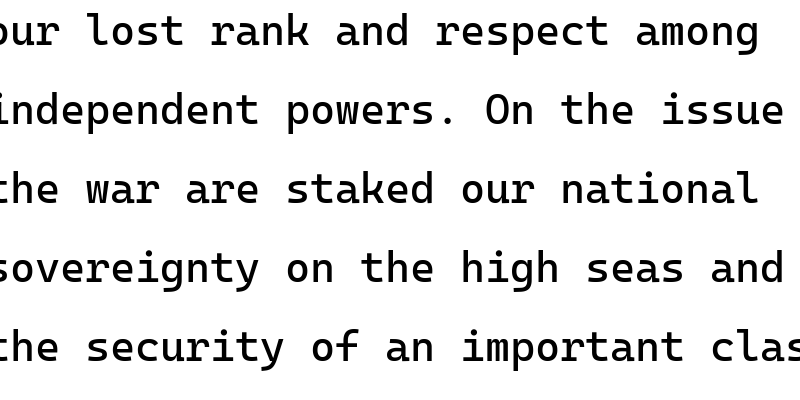 our lost rank and respect among
independent powers. On the issue
the war are staked our national
sovereignty on the high seas and
the security of an important clas